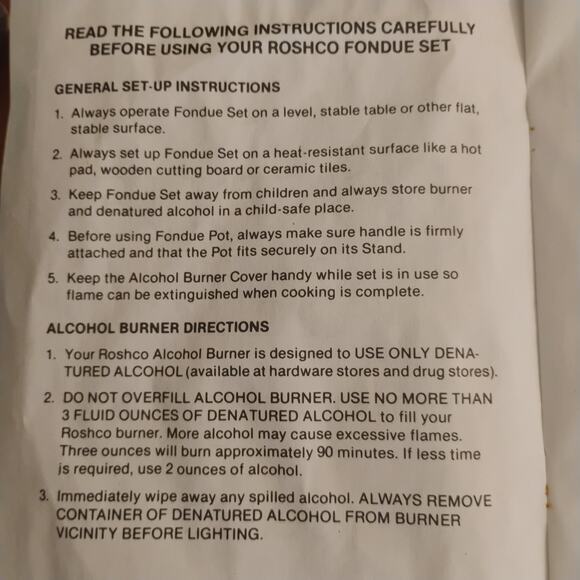 READ THE FOLLOWING INSTRUCTIONS CAREFULLY
BEFORE USING YOUR ROSHCO FONDUE SET
GENERAL SET-UP INSTRUCTIONS
1. Always operate Fondue Set on a level, stable table or other flat,
stable surface.
2. Always set up Fondue Set on a heat-resistant surface like a hot
pad, wooden cutting board or ceramic tiles.
3. Keep Fondue Set away from children and always store burner
and denatured alcohol in a child-safe place.
4. Before using Fondue Pot, always make sure handle is firmly
attached and that the Pot fits securely on its Stand.
5. Keep the Alcohol Burner Cover handy while set is in use so
flame can be extinguished when cooking is complete.
ALCOHOL BURNER DIRECTIONS
1. Your Roshco Alcohol Burner is designed to USE ONLY DENA-
TURED ALCOHOL (available at hardware stores and drug stores).
2. DO NOT OVERFILL ALCOHOL BURNER. USE NO MORE THAN
3 FLUID OUNCES OF DENATURED ALCOHOL to fill your
Roshco burner. More alcohol may cause excessive flames.
Three ounces will burn approximately 90 minutes. If less time
is required, use 2 ounces of alcohol.
3. Immediately wipe away any spilled alcohol. ALWAYS REMOVE
CONTAINER OF DENATURED ALCOHOL FROM BURNER
VICINITY BEFORE LIGHTING.